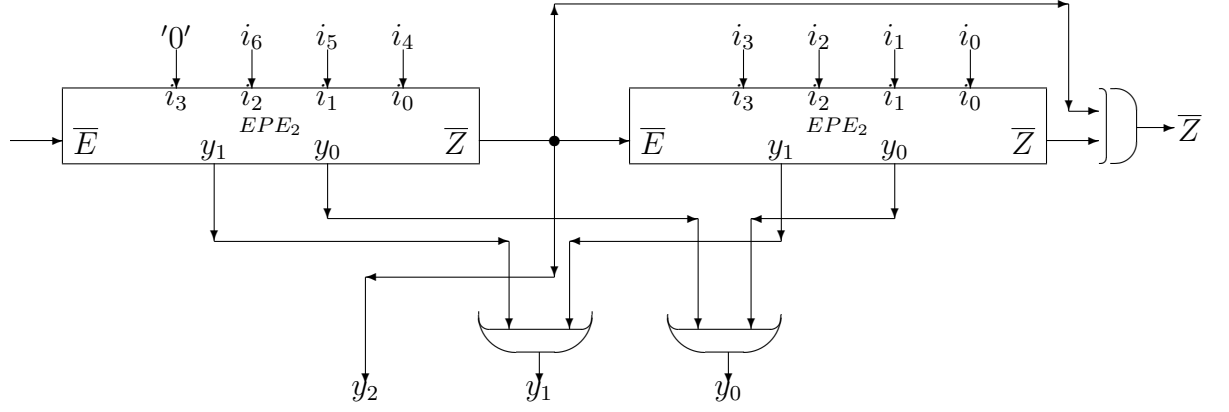 '0' i₆ i₅ i₄ i₃ i₂ i₁ i₀
i₃ i₂ i₁ i₀ i₃ i₂ i₁ i₀
EPE₂ EPE₂
E̅ y₁ y₀ Z̅ E̅ y₁ y₀ Z̅ Z̅
y₂ y₁ y₀